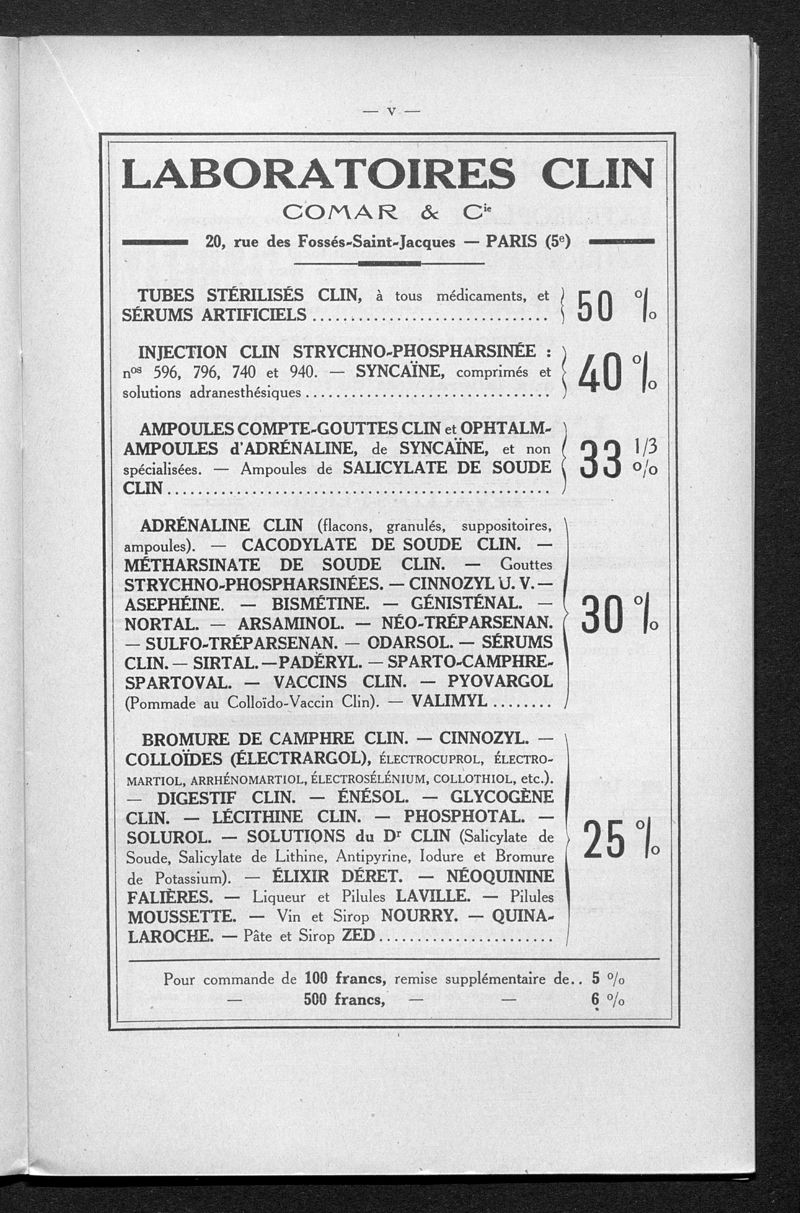 — V —
LABORATOIRES CLIN
COMAR & Cie
20, rue des Fossés-Saint-Jacques — PARIS (5e)
TUBES STÉRILISÉS CLIN, à tous médicaments, et
SÉRUMS ARTIFICIELS .............................. 50 %
INJECTION CLIN STRYCHNO-PHOSPHARSINÉE :
nos 596, 796, 740 et 940. — SYNCAÏNE, comprimés et
solutions adranesthésiques ............................... 40 %
AMPOULES COMPTE-GOUTTES CLIN et OPHTALM-
AMPOULES d'ADRÉNALINE, de SYNCAÏNE, et non
spécialisées. — Ampoules de SALICYLATE DE SOUDE
CLIN ................................................. 33 1/3 %
ADRÉNALINE CLIN (flacons, granulés, suppositoires,
ampoules). — CACODYLATE DE SOUDE CLIN. —
MÉTHARSINATE DE SOUDE CLIN. — Gouttes
STRYCHNO-PHOSPHARSINÉES. — CINNOZYL U. V. —
ASEPHÉINE. — BISMÉTINE. — GÉNISTÉNAL. —
NORTAL. — ARSAMINOL. — NÉO-TRÉPARSENAN.
— SULFO-TRÉPARSENAN. — ODARSOL. — SÉRUMS
CLIN. — SIRTAL. — PADÉRYL. — SPARTO-CAMPHRE-
SPARTOVAL. — VACCINS CLIN. — PYOVARGOL
(Pommade au Colloïdo-Vaccin Clin). — VALIMYL ........ 30 %
BROMURE DE CAMPHRE CLIN. — CINNOZYL. —
COLLOÏDES (ÉLECTRARGOL), ÉLECTROCUPROL, ÉLECTRO-
MARTIOL, ARRHÉNOMARTIOL, ÉLECTROSÉLÉNIUM, COLLOTHIOL, etc.).
— DIGESTIF CLIN. — ÉNÉSOL. — GLYCOGÈNE
CLIN. — LÉCITHINE CLIN. — PHOSPHOTAL. —
SOLUROL. — SOLUTIONS du Dr CLIN (Salicylate de
Soude, Salicylate de Lithine, Antipyrine, Iodure et Bromure
de Potassium). — ÉLIXIR DÉRET. — NÉOQUININE
FALIÈRES. — Liqueur et Pilules LAVILLE. — Pilules
MOUSSETTE. — Vin et Sirop NOURRY. — QUINA-
LAROCHE. — Pâte et Sirop ZED ....................... 25 %
Pour commande de 100 francs, remise supplémentaire de.. 5 %
— 500 francs, — — 6 %